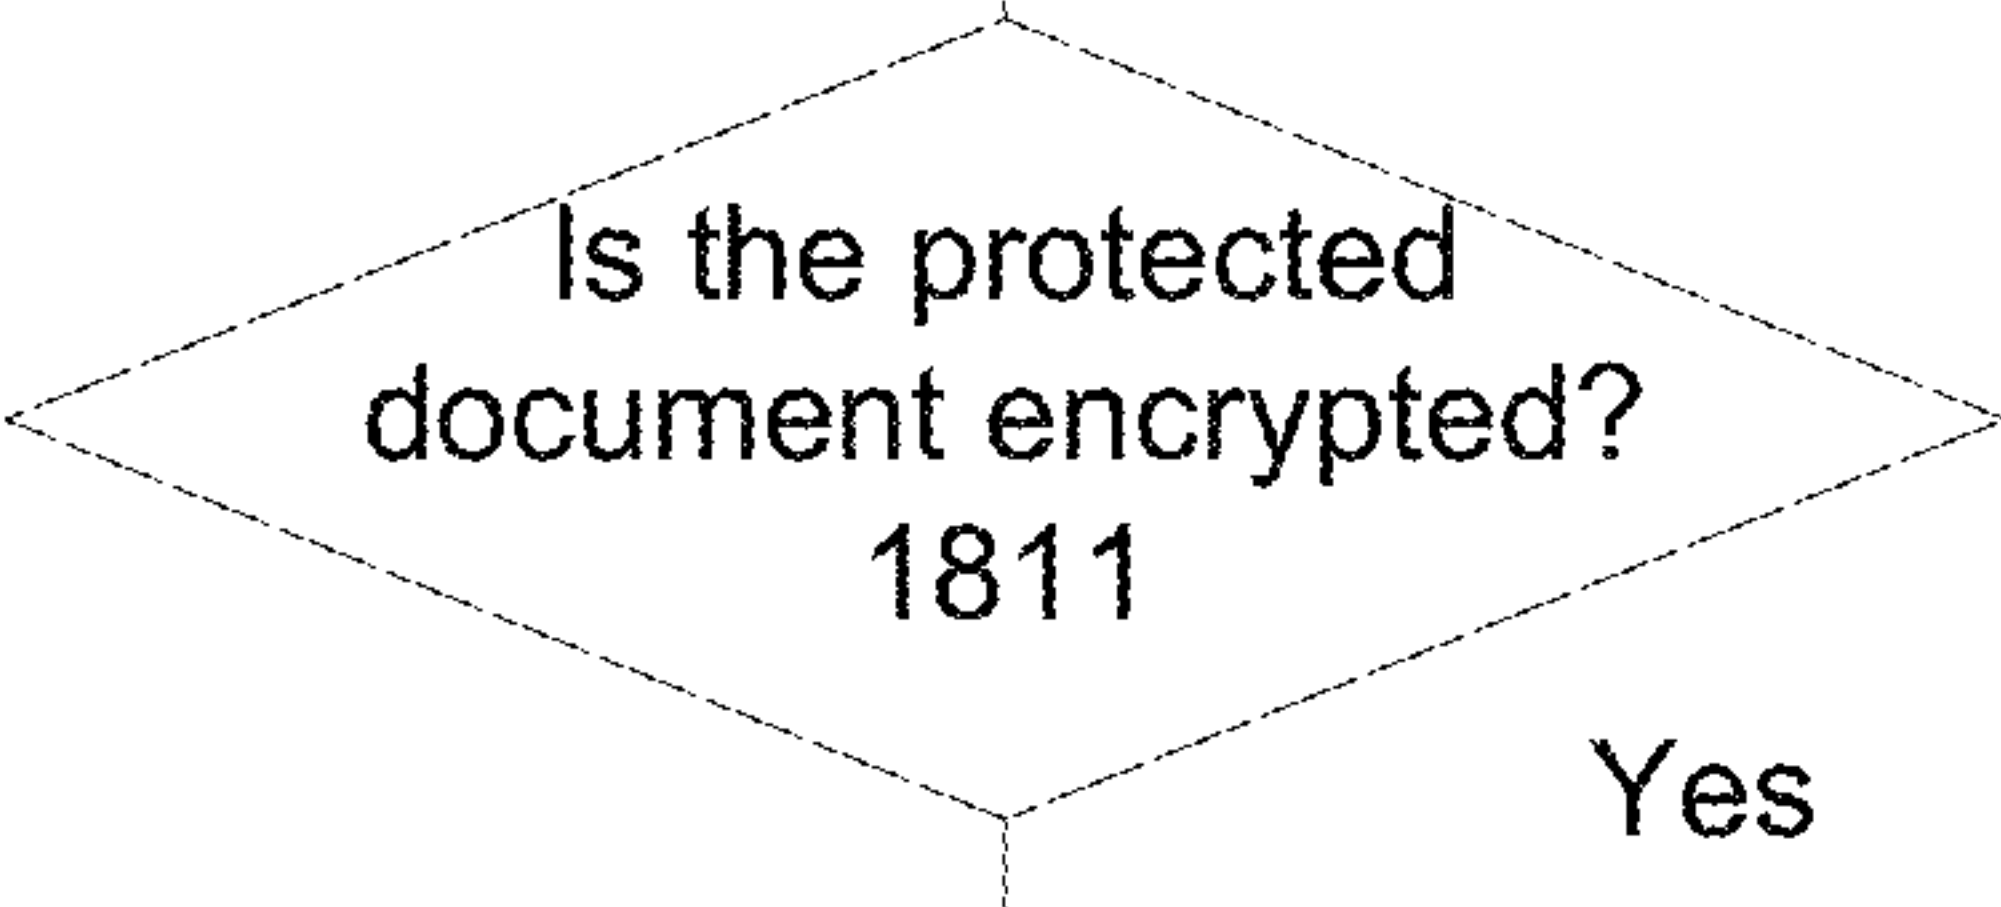 Is the protected
document encrypted?
1811
Yes